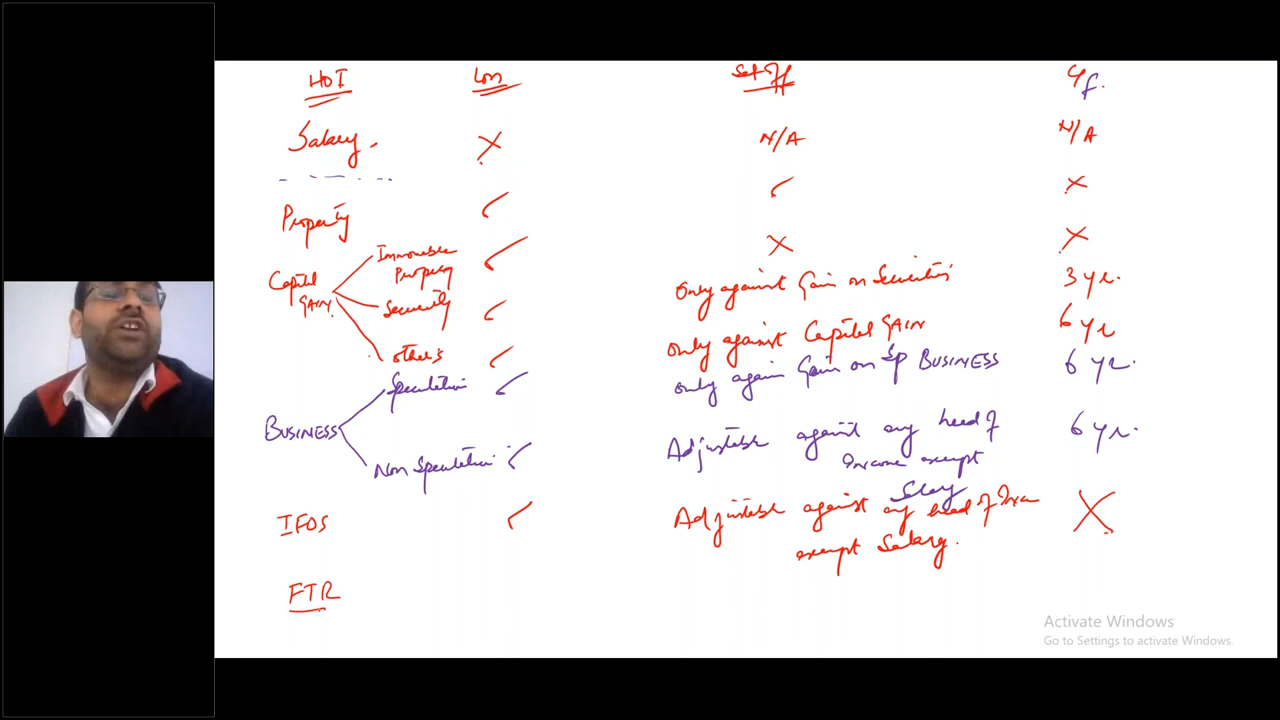 HOI Loss Set off C/f.
Salary X N/A N/A
Property
Capital GAIN
Immovable Property X X
Security Only against Gain on Securities 3 yr.
others only against Capital GAIN 6 yr
BUSINESS
Speculation only again Gain on Sp BUSINESS 6 yr.
Non Speculation Adjustable against any head of 6 yr.
Income except
Salary
IFOS Adjustable against any head of X
except Salary.
FTR
Activate Windows
Go to Settings to activate Windows.